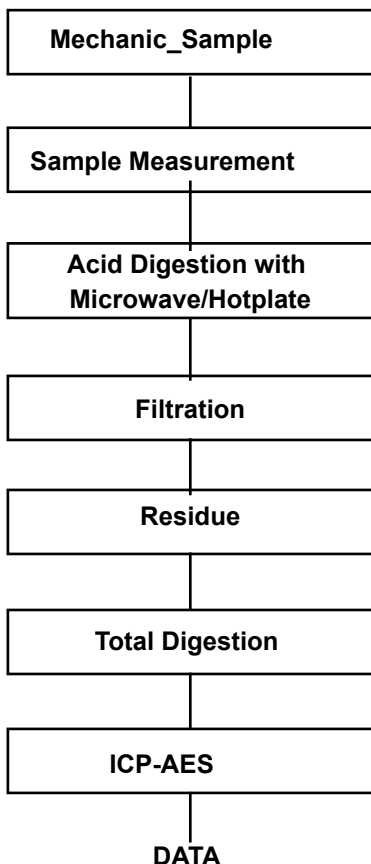 Mechanic_Sample
Sample Measurement
Acid Digestion with
Microwave/Hotplate
Filtration
Residue
Total Digestion
ICP-AES
DATA